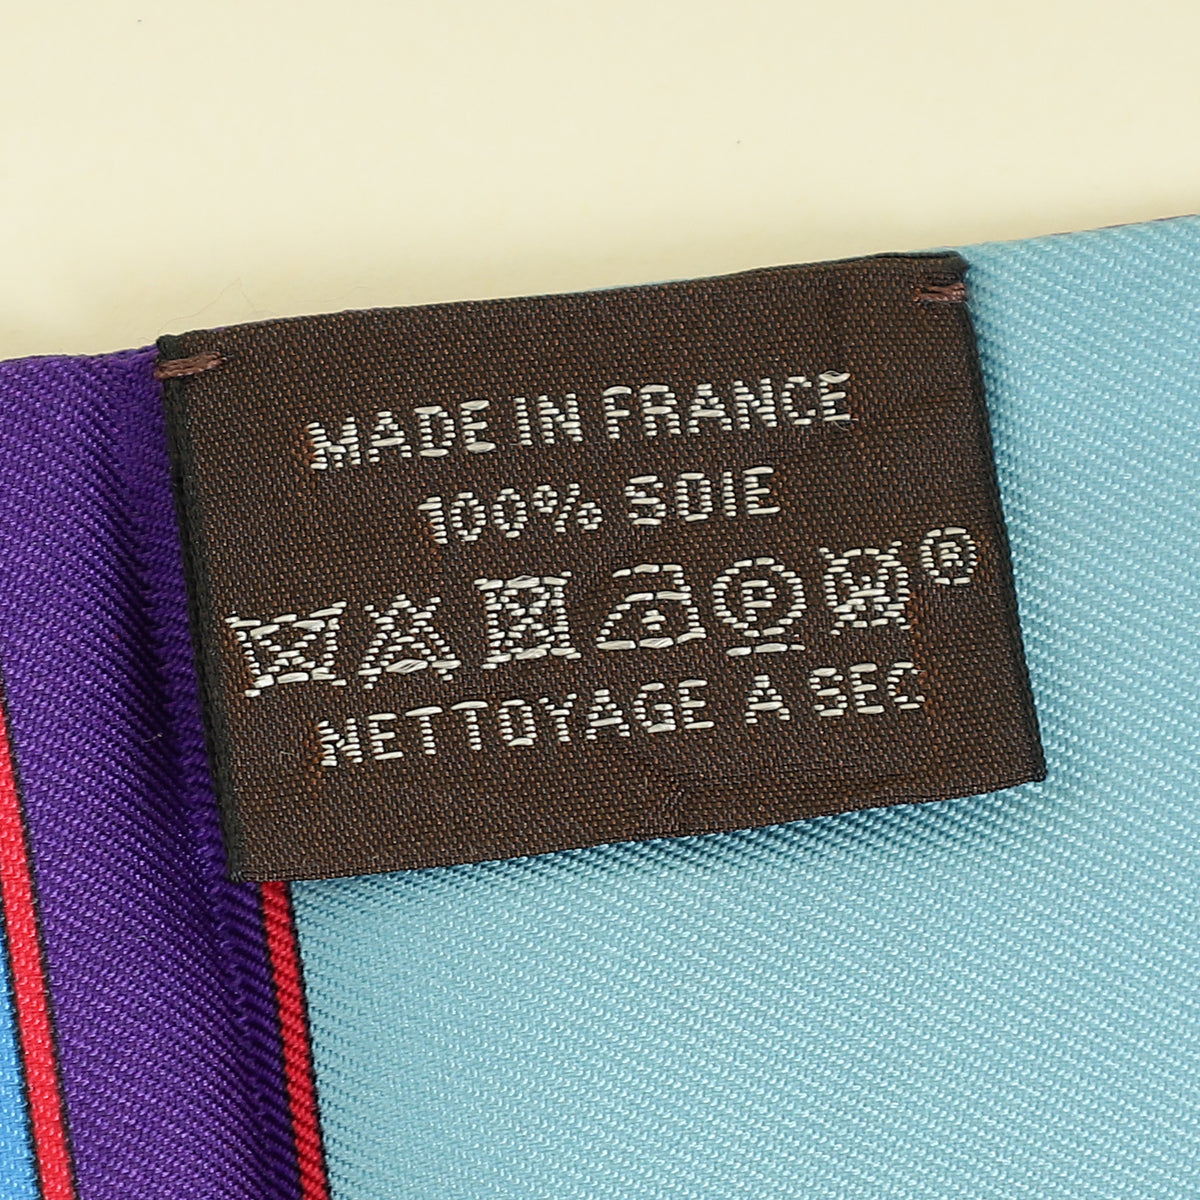 MADE IN FRANCE
100% SOIE
P W ®
NETTOYAGE A SEC